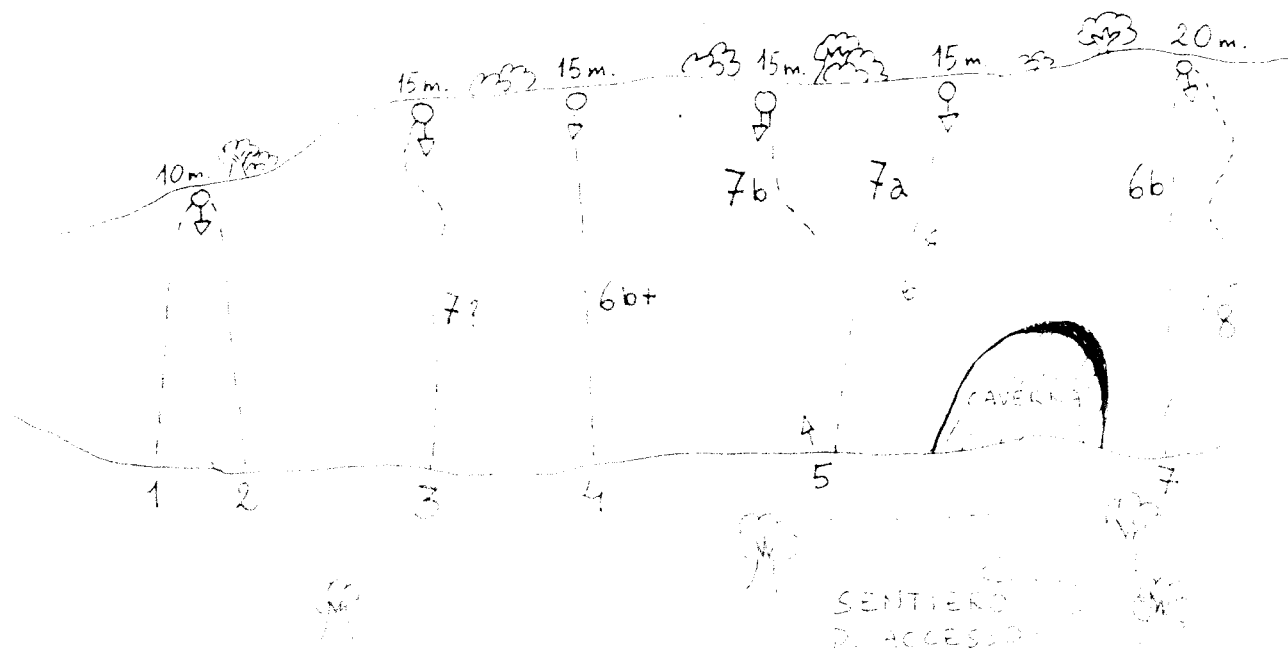 10m.
15m.
15m.
15m.
15m.
20m.
7b
7a
6b
7?
6b+
8
CAVERNA
1
2
3
4
5
7
SENTIERO
DI ACCESSO